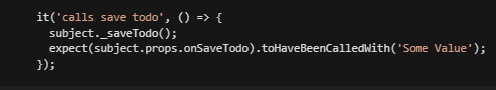 it('calls save todo', () => {
  subject._saveTodo();
  expect(subject.props.onSaveTodo).toHaveBeenCalledWith('Some Value');
});